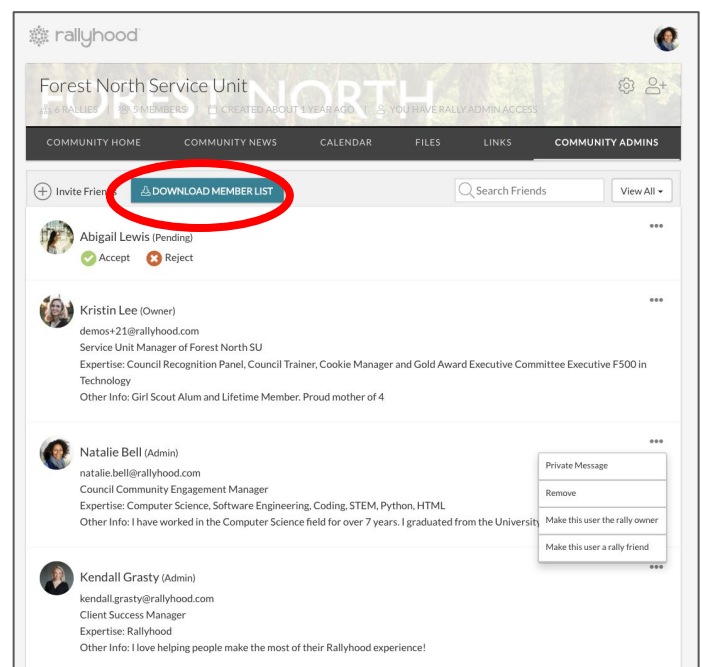 rallyhood
Forest North Service Unit
FOREST NORTH
6 RALLIES | 5 MEMBERS | CREATED ABOUT 1 YEAR AGO | YOU HAVE RALLY ADMIN ACCESS
COMMUNITY HOME COMMUNITY NEWS CALENDAR FILES LINKS COMMUNITY ADMINS
Invite Friends DOWNLOAD MEMBER LIST Search Friends View All
Abigail Lewis (Pending)
Accept Reject
Kristin Lee (Owner)
demos+21@rallyhood.com
Service Unit Manager of Forest North SU
Expertise: Council Recognition Panel, Council Trainer, Cookie Manager and Gold Award Executive Committee Executive F500 in
Technology
Other Info: Girl Scout Alum and Lifetime Member. Proud mother of 4
Natalie Bell (Admin)
natalie.bell@rallyhood.com
Council Community Engagement Manager
Expertise: Computer Science, Software Engineering, Coding, STEM, Python, HTML
Other Info: I have worked in the Computer Science field for over 7 years. I graduated from the University
Private Message
Remove
Make this user the rally owner
Make this user a rally friend
Kendall Grasty (Admin)
kendall.grasty@rallyhood.com
Client Success Manager
Expertise: Rallyhood
Other Info: I love helping people make the most of their Rallyhood experience!